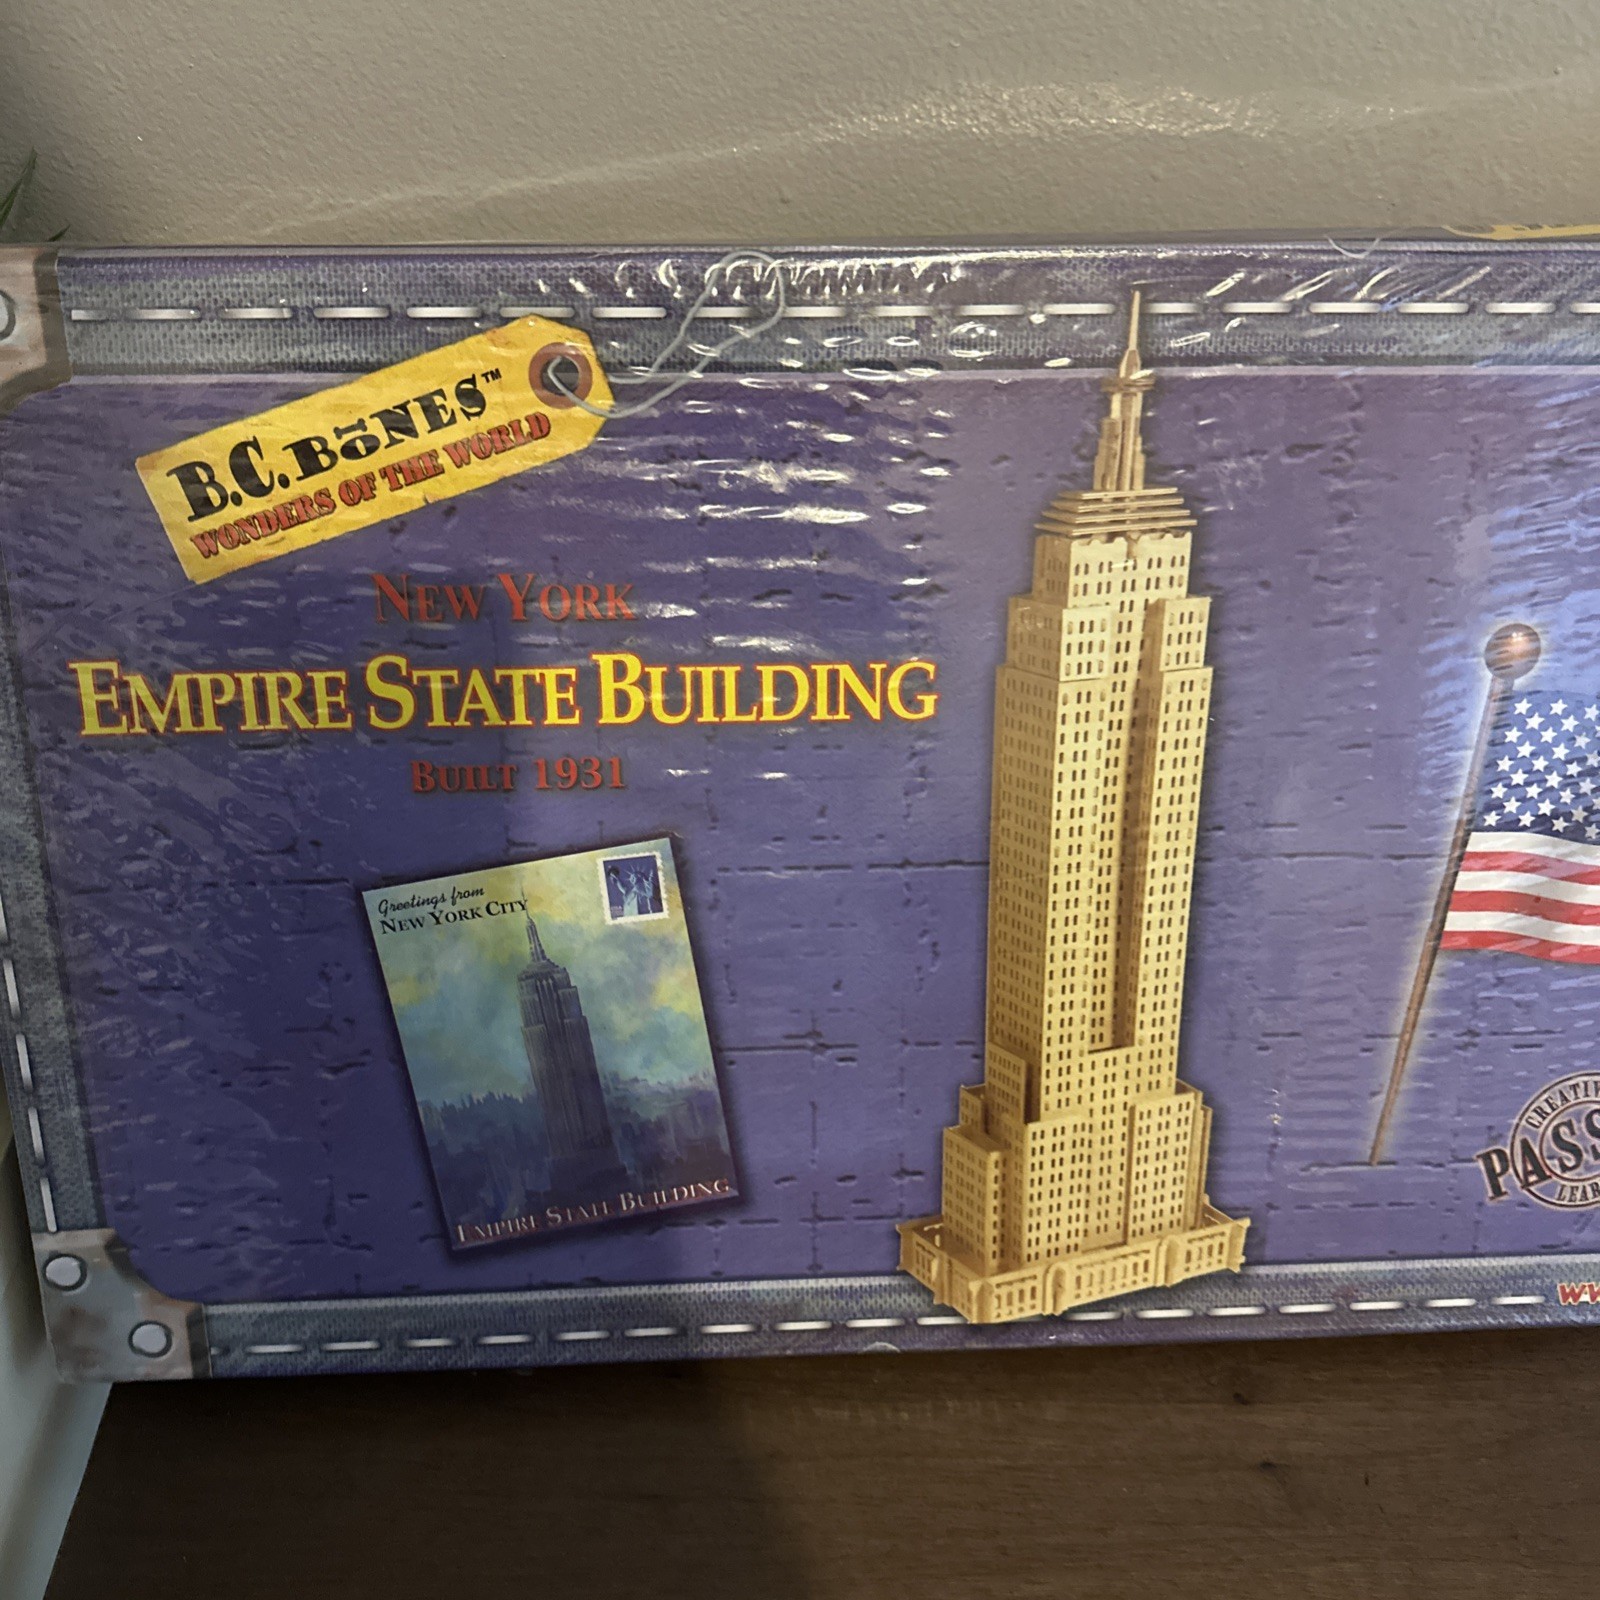 B.C. BONES™
WONDERS OF THE WORLD
NEW YORK
EMPIRE STATE BUILDING
BUILT 1931
Greetings from
NEW YORK CITY
EMPIRE STATE BUILDING